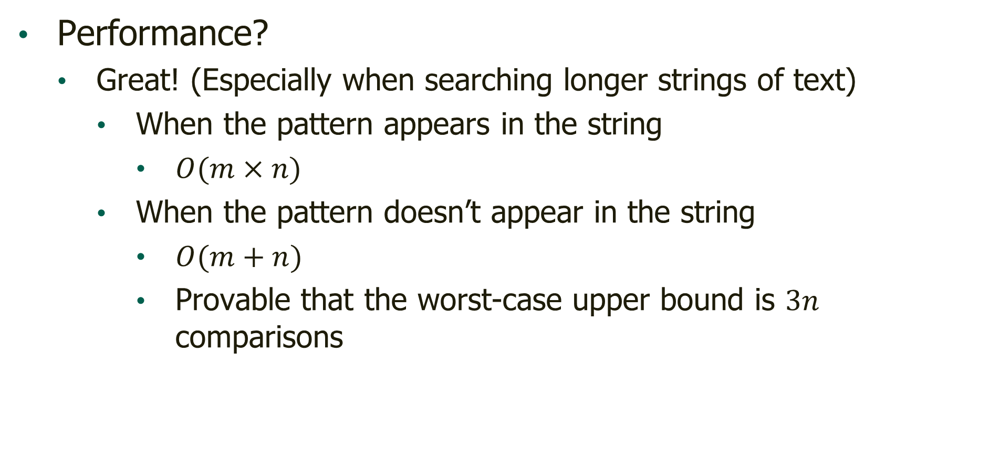 • Performance?
• Great! (Especially when searching longer strings of text)
• When the pattern appears in the string
• O(m × n)
• When the pattern doesn’t appear in the string
• O(m + n)
• Provable that the worst-case upper bound is 3n
comparisons